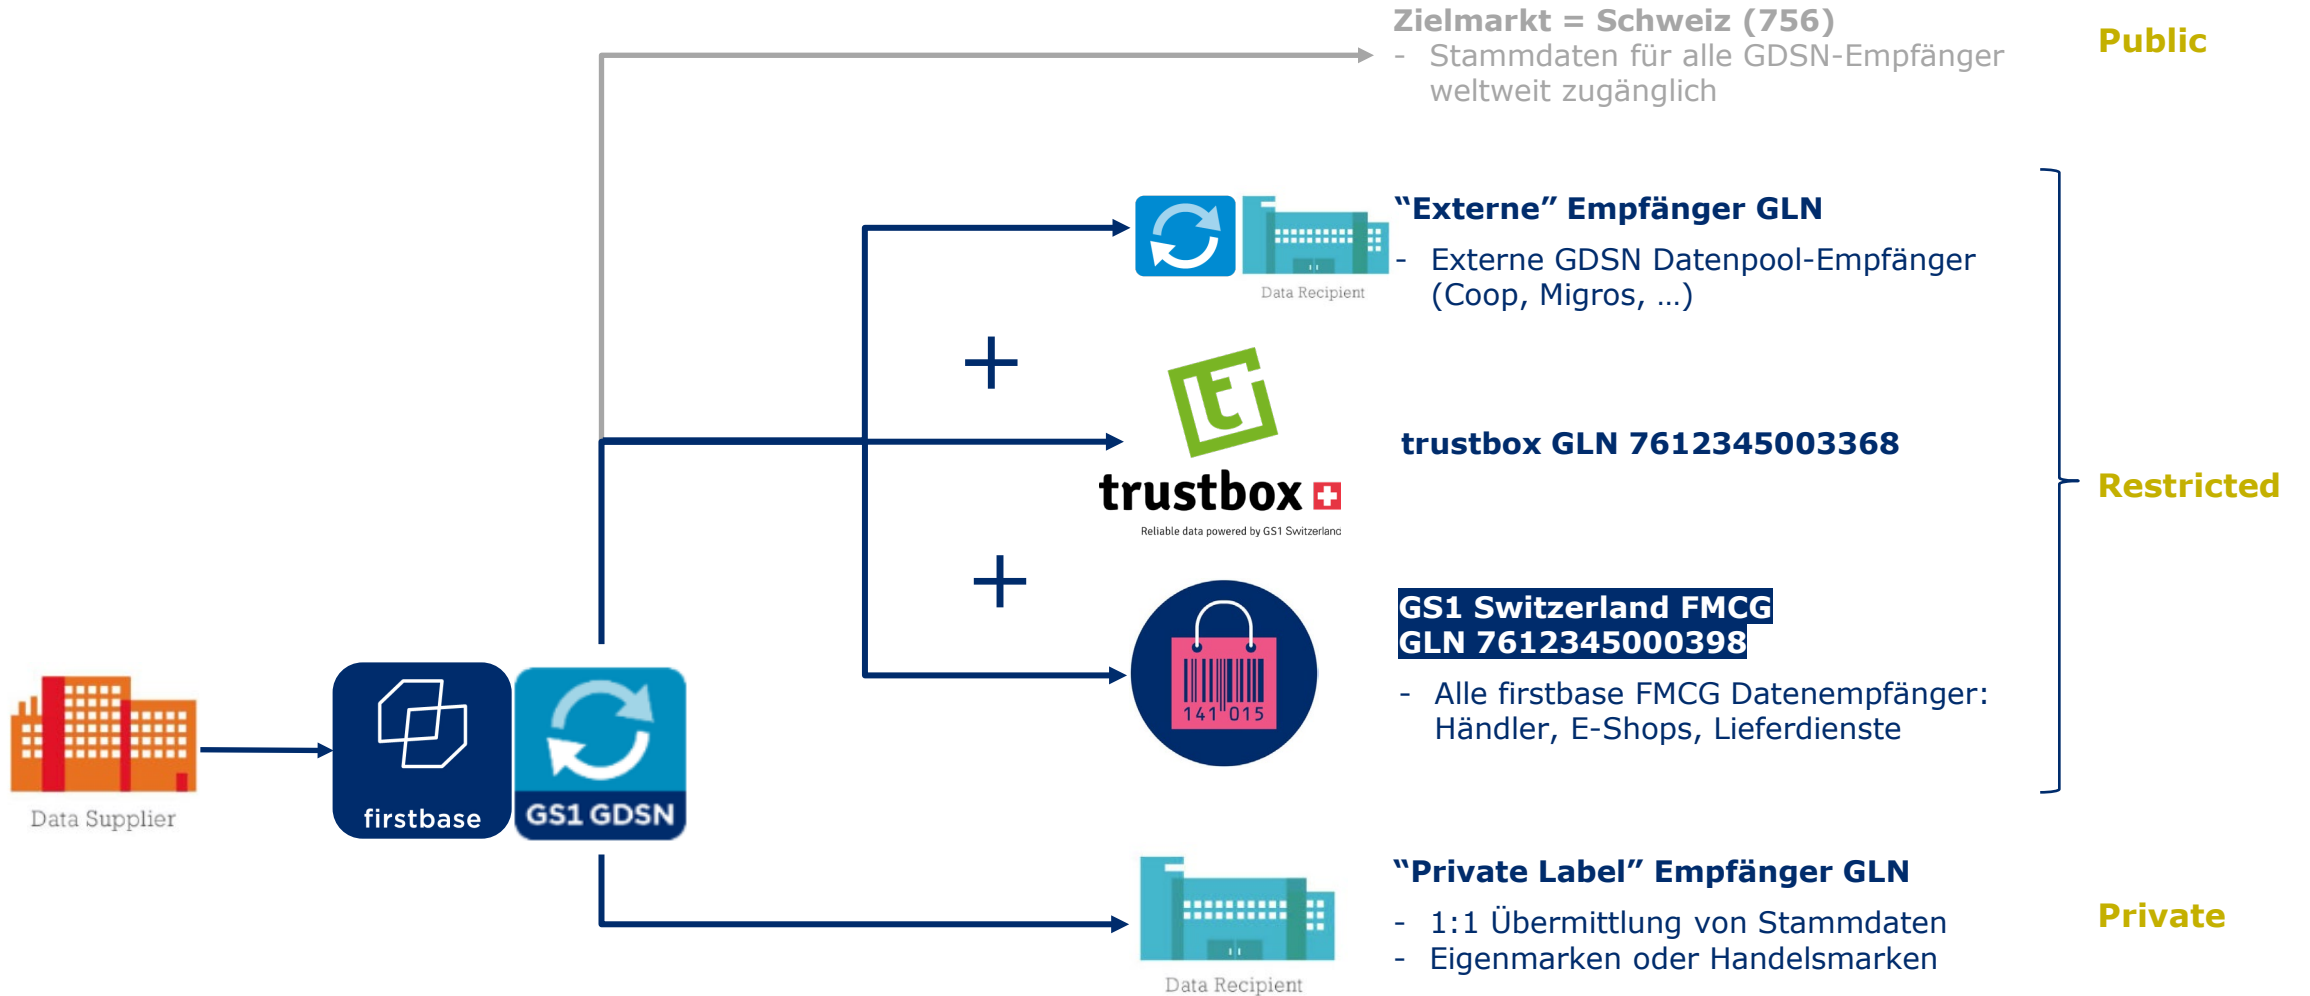 Zielmarkt = Schweiz (756)
- Stammdaten für alle GDSN-Empfänger
weltweit zugänglich
Public
“Externe” Empfänger GLN
- Externe GDSN Datenpool-Empfänger
(Coop, Migros, …)
Data Recipient
+
t
trustbox
Reliable data powered by GS1 Switzerland
trustbox GLN 7612345003368
Restricted
+
GS1 Switzerland FMCG
GLN 7612345000398
- Alle firstbase FMCG Datenempfänger:
Händler, E-Shops, Lieferdienste
141 015
Data Supplier
firstbase
GS1 GDSN
“Private Label” Empfänger GLN
- 1:1 Übermittlung von Stammdaten
- Eigenmarken oder Handelsmarken
Data Recipient
Private